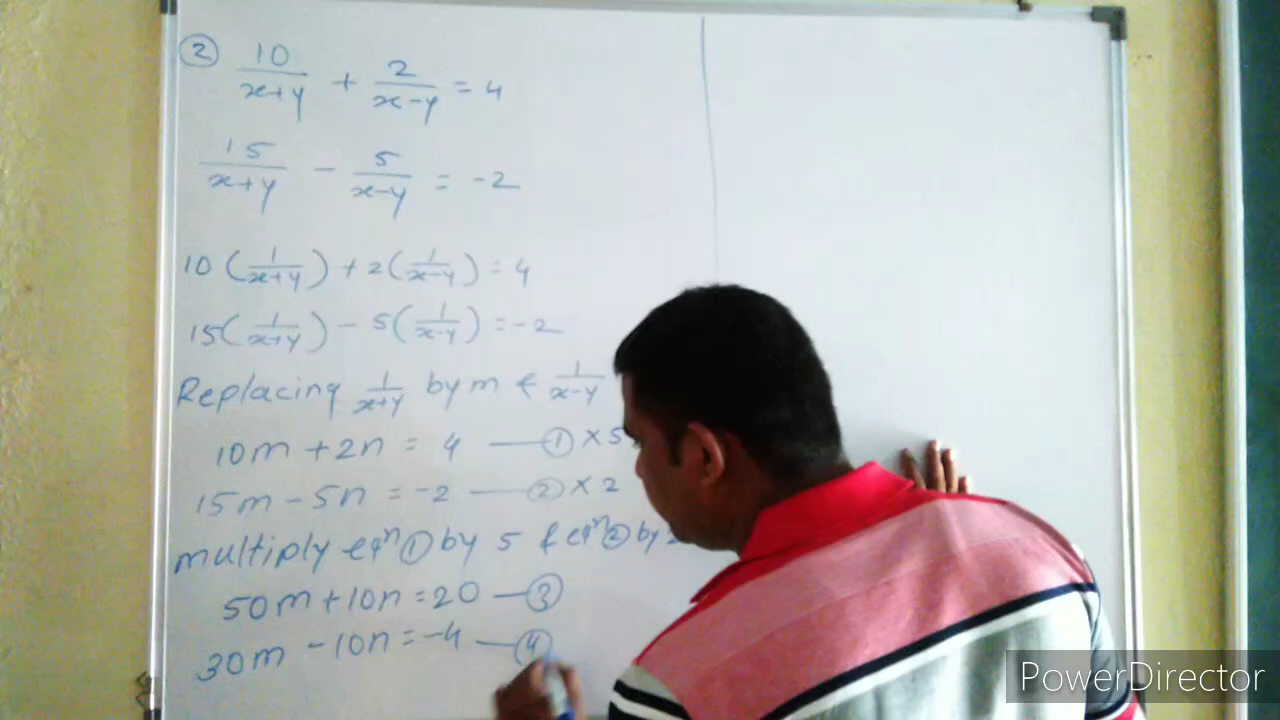 ② 10/(x+y) + 2/(x-y) = 4
15/(x+y) - 5/(x-y) = -2
10 (1/(x+y)) + 2 (1/(x-y)) = 4
15 (1/(x+y)) - 5 (1/(x-y)) = -2
Replacing 1/(x+y) by m & 1/(x-y)
10m + 2n = 4 — ① × 5
15m - 5n = -2 — ② × 2
multiply eqⁿ ① by 5 & eqⁿ ② by
50m + 10n = 20 — ③
30m - 10n = -4 — ④
PowerDirector